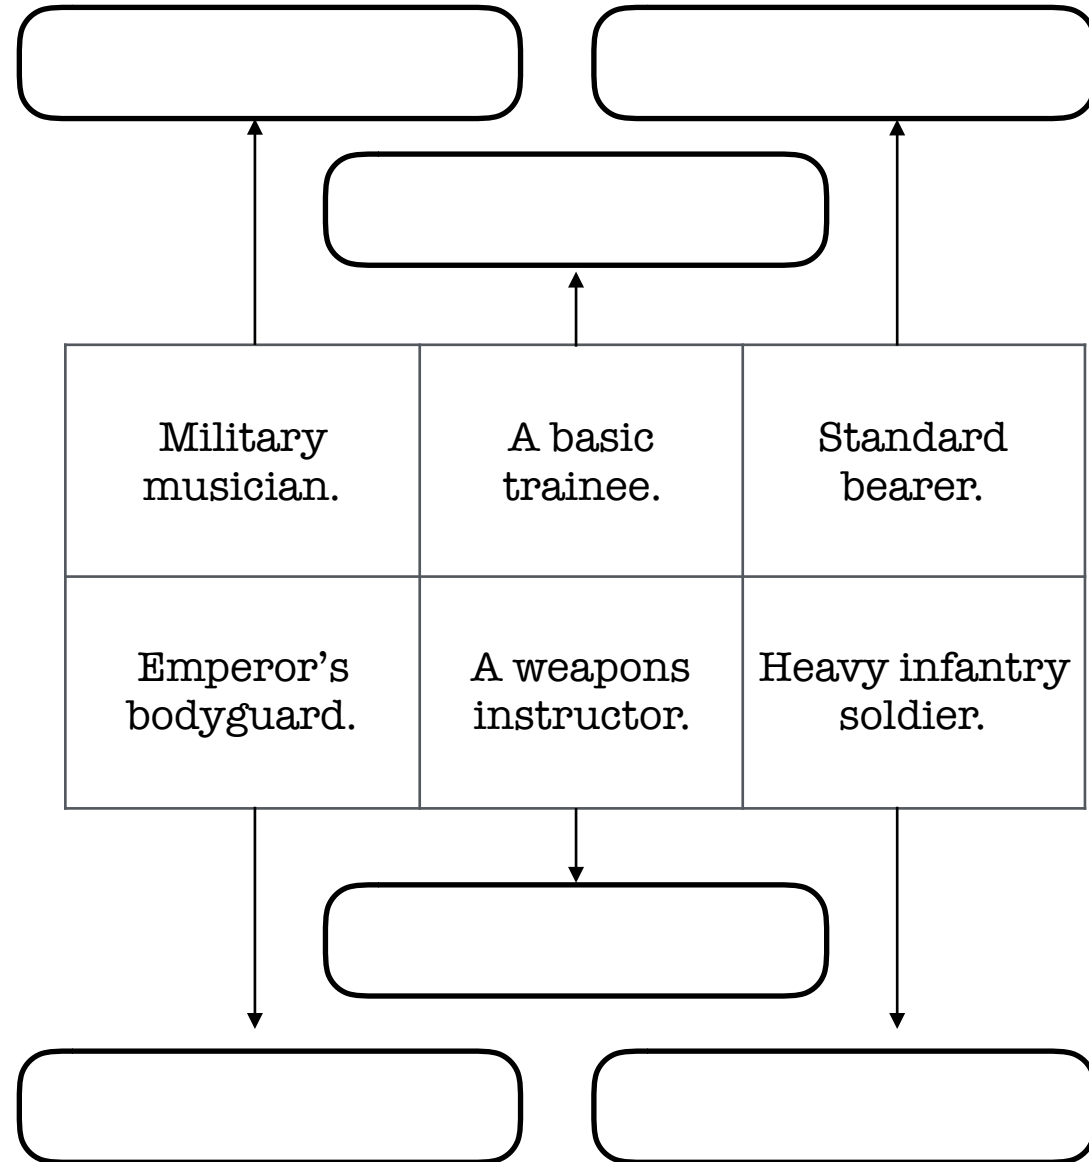 Military
musician.
A basic
trainee.
Standard
bearer.
Emperor’s
bodyguard.
A weapons
instructor.
Heavy infantry
soldier.